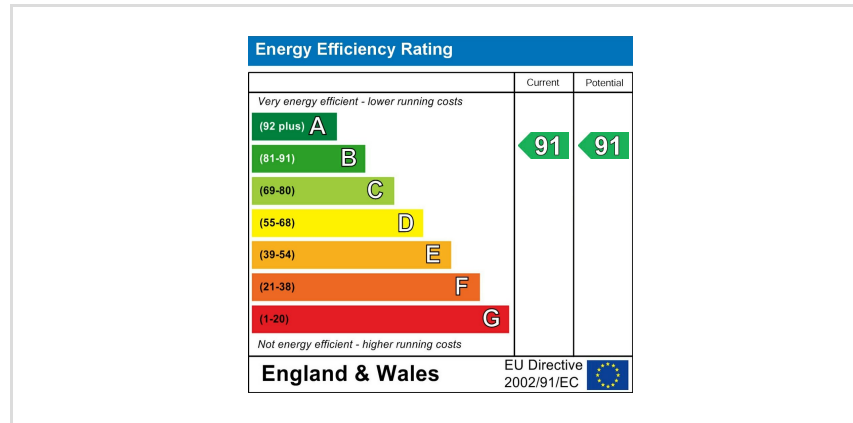 Energy Efficiency Rating
Current Potential
Very energy efficient - lower running costs
(92 plus) A
(81-91) B
91 91
(69-80) C
(55-68) D
(39-54) E
(21-38) F
(1-20) G
Not energy efficient - higher running costs
England & Wales
EU Directive
2002/91/EC